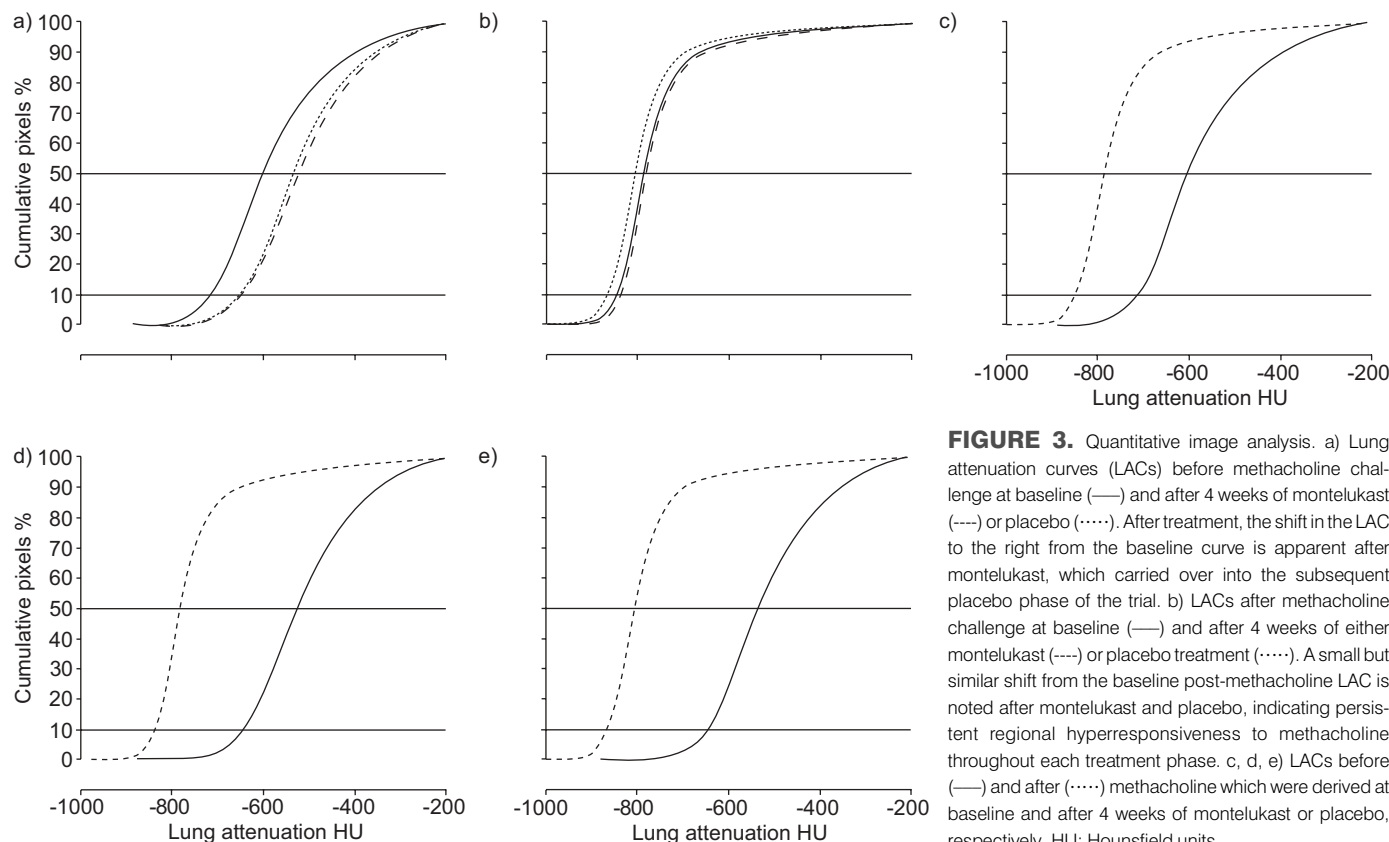 a)
100
90
80
70
60
50
40
30
20
10
0
Cumulative pixels %
b)
c)
-1000 -800 -600 -400 -200
Lung attenuation HU
d)
100
90
80
70
60
50
40
30
20
10
0
Cumulative pixels %
-1000 -800 -600 -400 -200
Lung attenuation HU
e)
-1000 -800 -600 -400 -200
Lung attenuation HU
FIGURE 3. Quantitative image analysis. a) Lung
attenuation curves (LACs) before methacholine chal-
lenge at baseline (——) and after 4 weeks of montelukast
(----) or placebo (·····). After treatment, the shift in the LAC
to the right from the baseline curve is apparent after
montelukast, which carried over into the subsequent
placebo phase of the trial. b) LACs after methacholine
challenge at baseline (——) and after 4 weeks of either
montelukast (----) or placebo treatment (·····). A small but
similar shift from the baseline post-methacholine LAC is
noted after montelukast and placebo, indicating persis-
tent regional hyperresponsiveness to methacholine
throughout each treatment phase. c, d, e) LACs before
(——) and after (·····) methacholine which were derived at
baseline and after 4 weeks of montelukast or placebo,
respectively. HU: Hounsfield units.